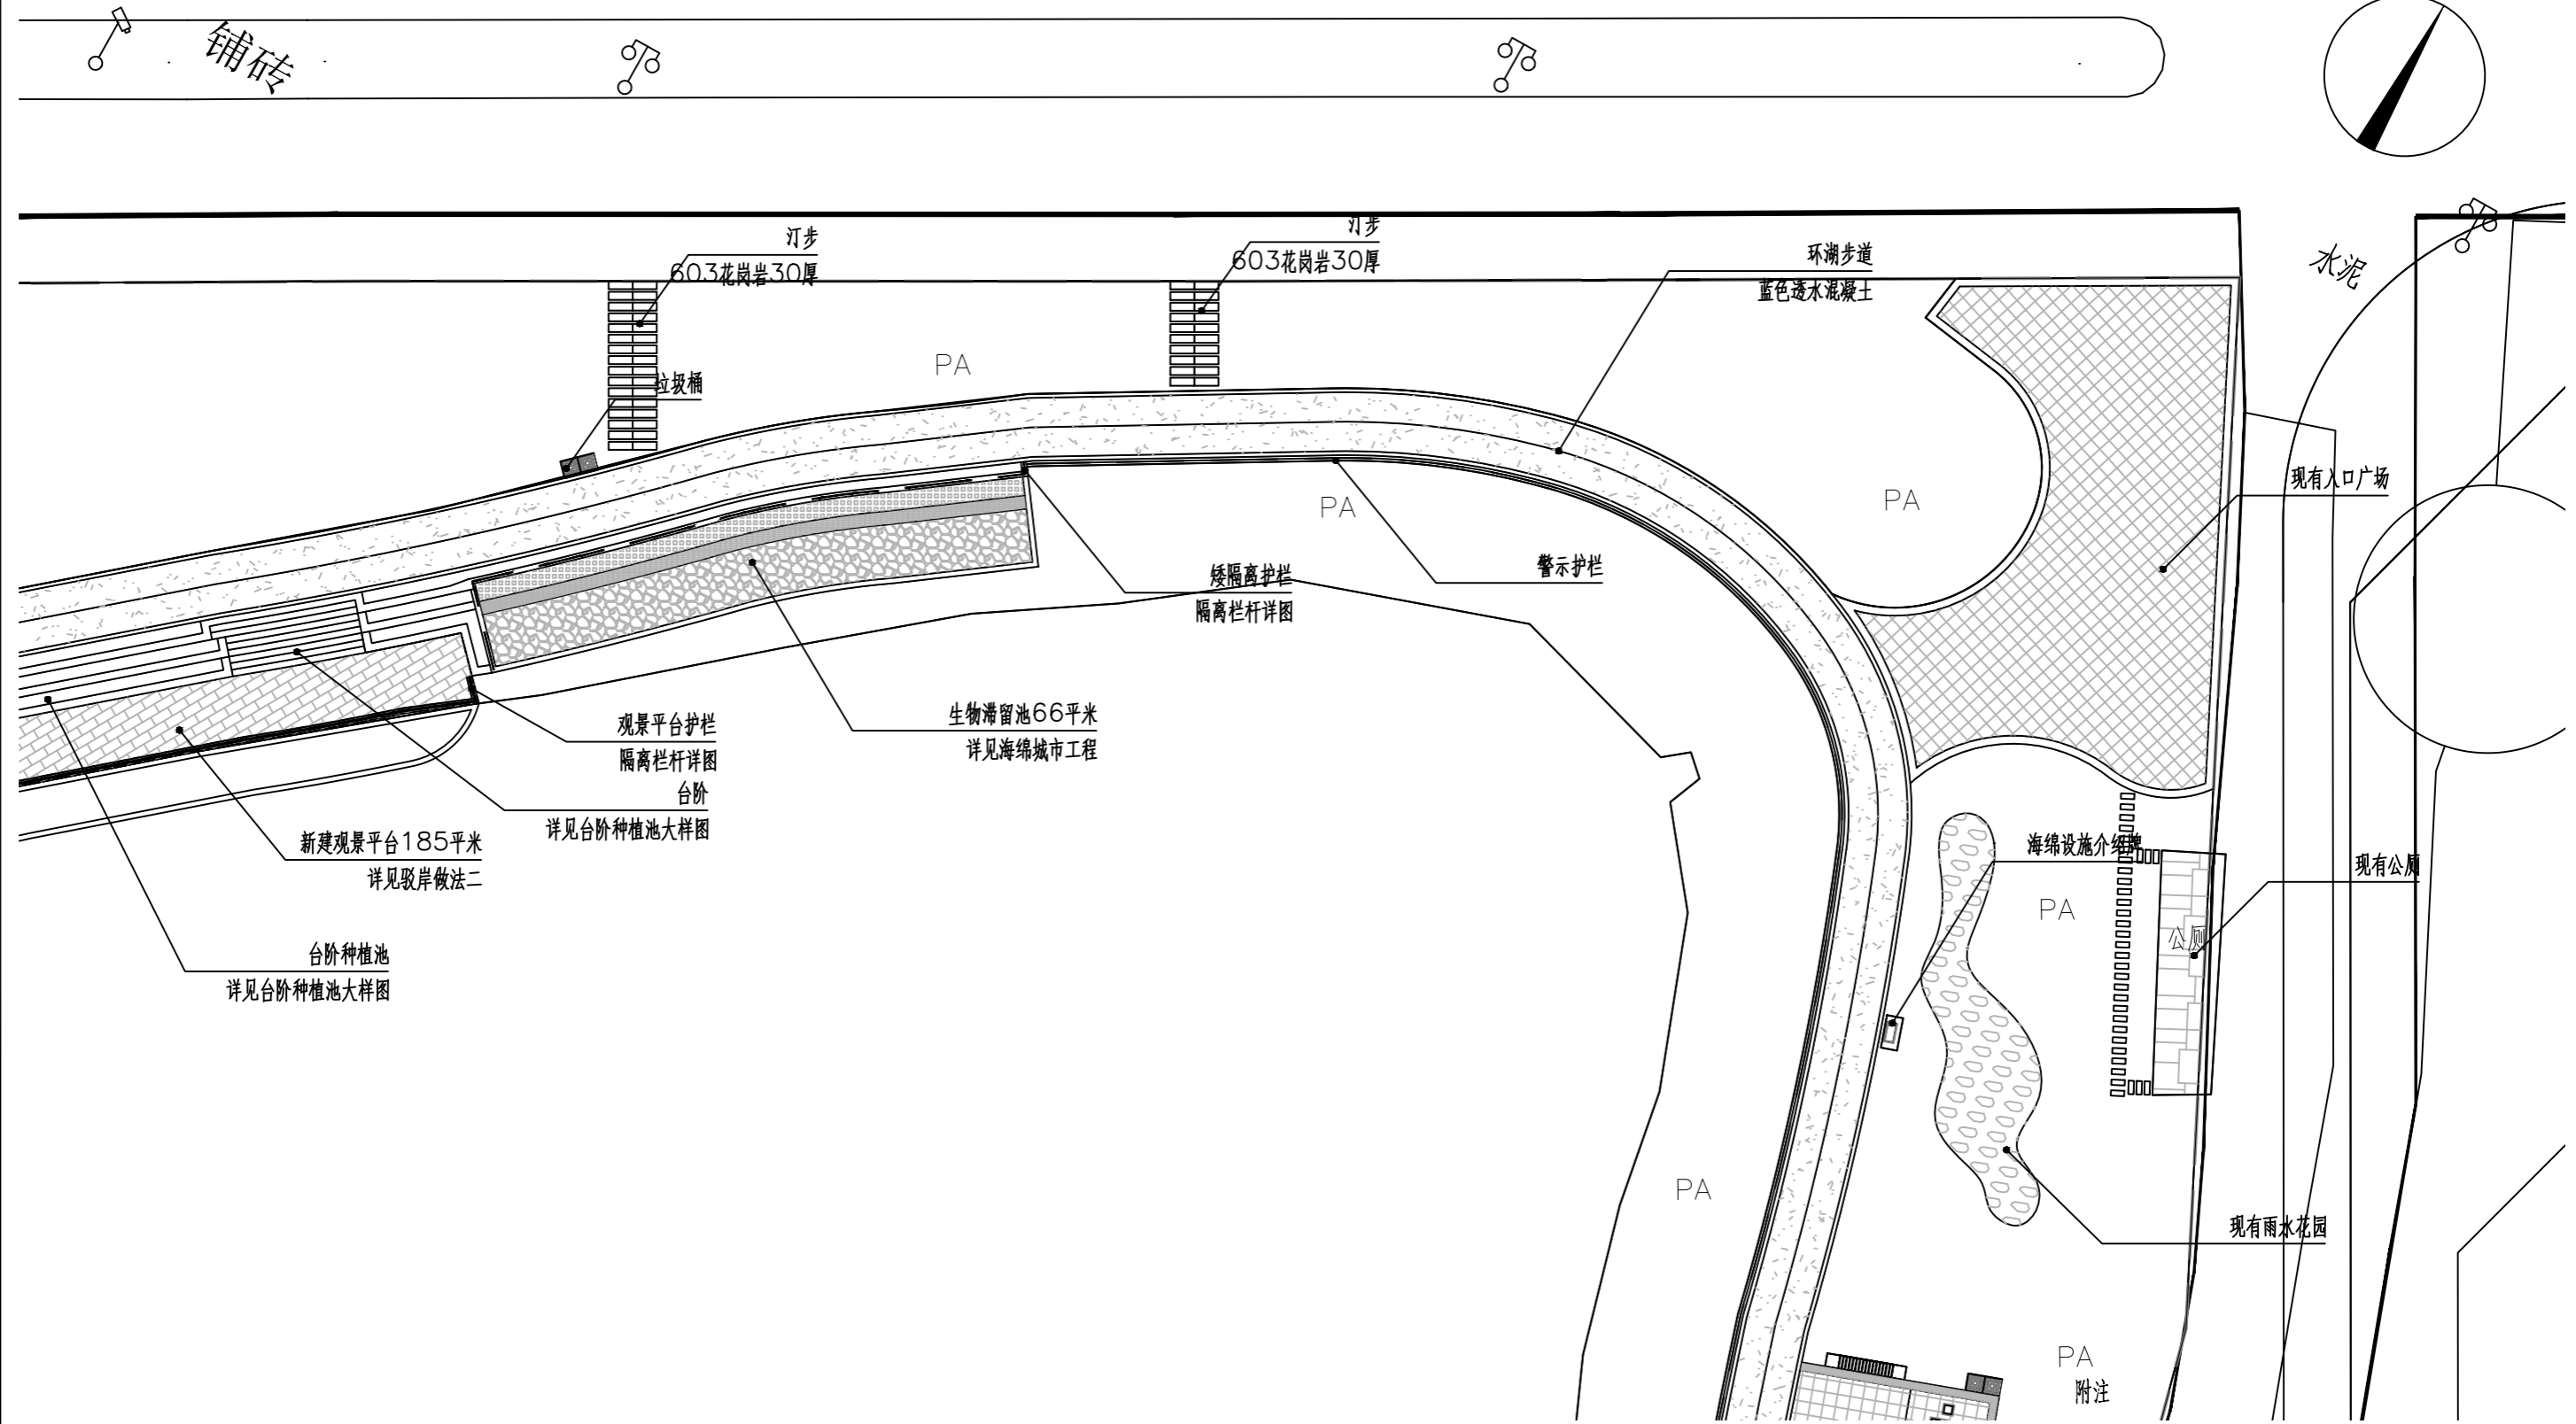 铺砖
汀步
603花岗岩30厚
汀步
603花岗岩30厚
环湖步道
蓝色透水混凝土
水泥
PA
垃圾桶
PA
PA
现有入口广场
矮隔离护栏
隔离栏杆详图
警示护栏
观景平台护栏
隔离栏杆详图
生物滞留池66平米
详见海绵城市工程
台阶
详见台阶种植池大样图
新建观景平台185平米
详见驳岸做法二
海绵设施介绍牌
现有公厕
PA
公厕
台阶种植池
详见台阶种植池大样图
PA
现有雨水花园
PA
附注